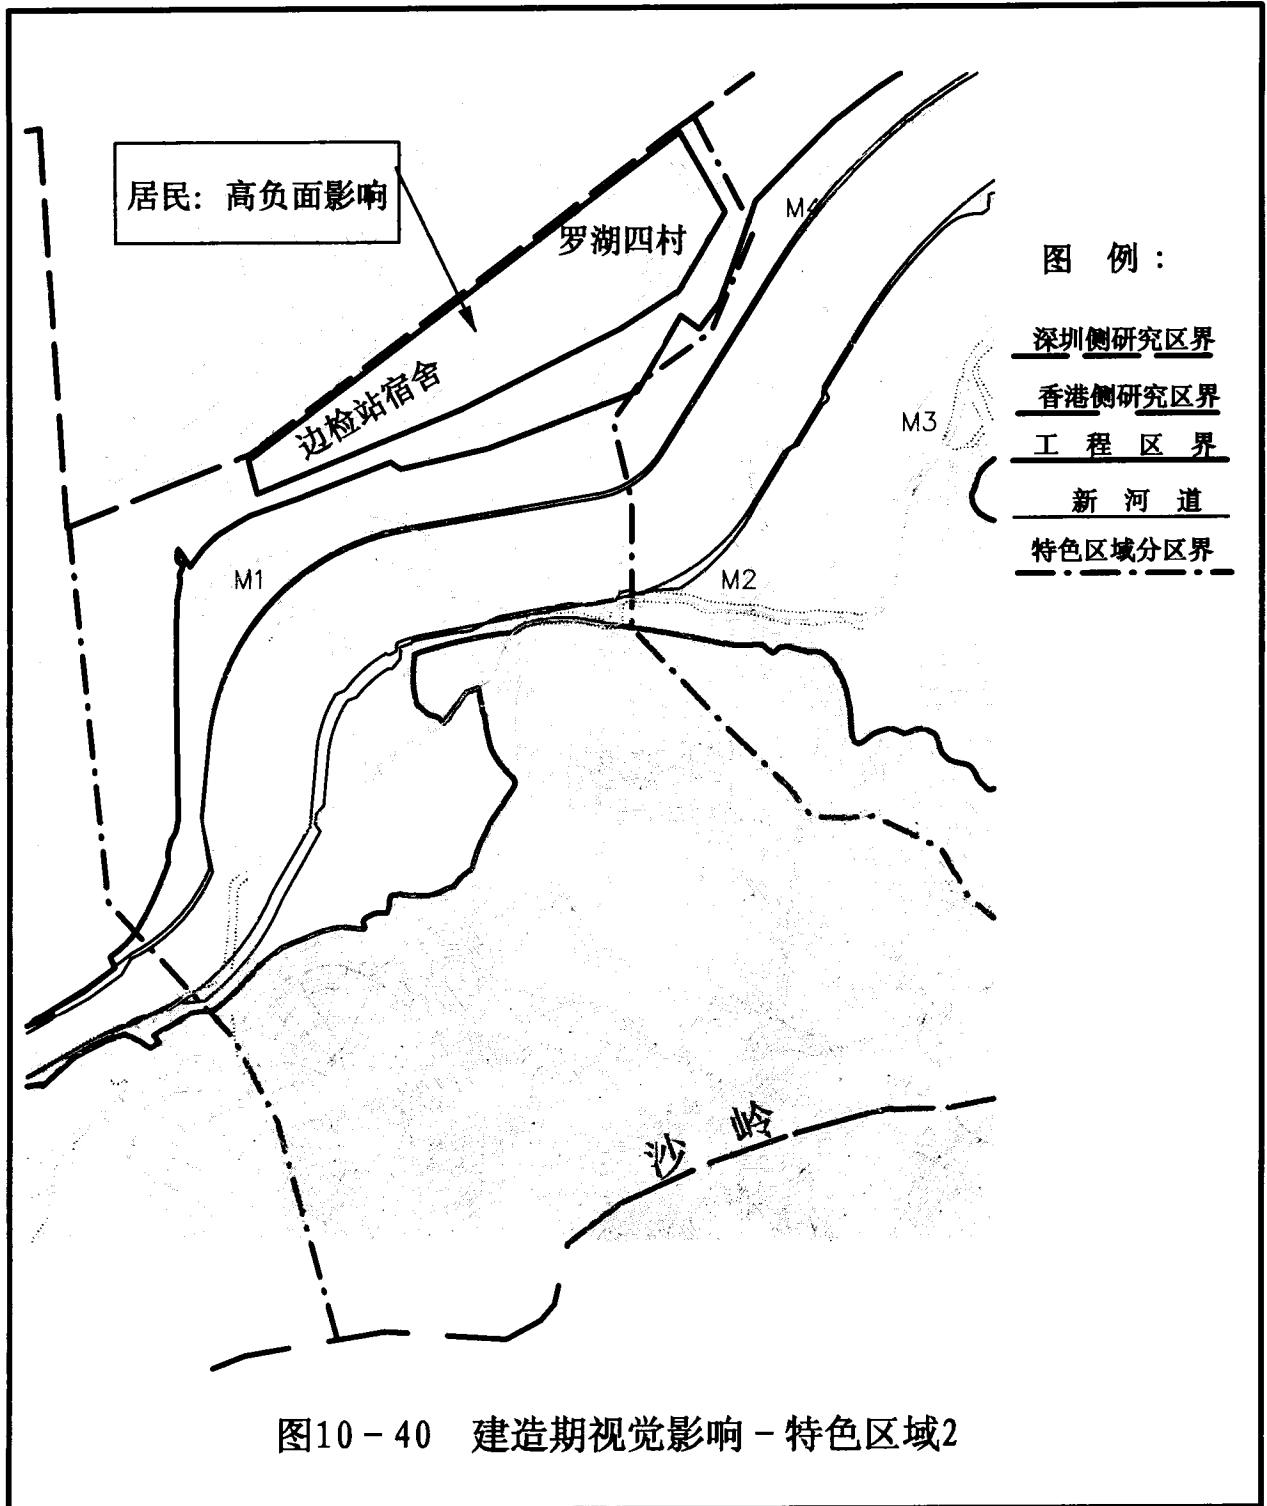 居民: 高负面影响
罗湖四村
边检站宿舍
M4
M3
M1
M2
图 例:
深圳侧研究区界
香港侧研究区界
工 程 区 界
新 河 道
特色区域分区界
沙 岭
图10-40 建造期视觉影响-特色区域2